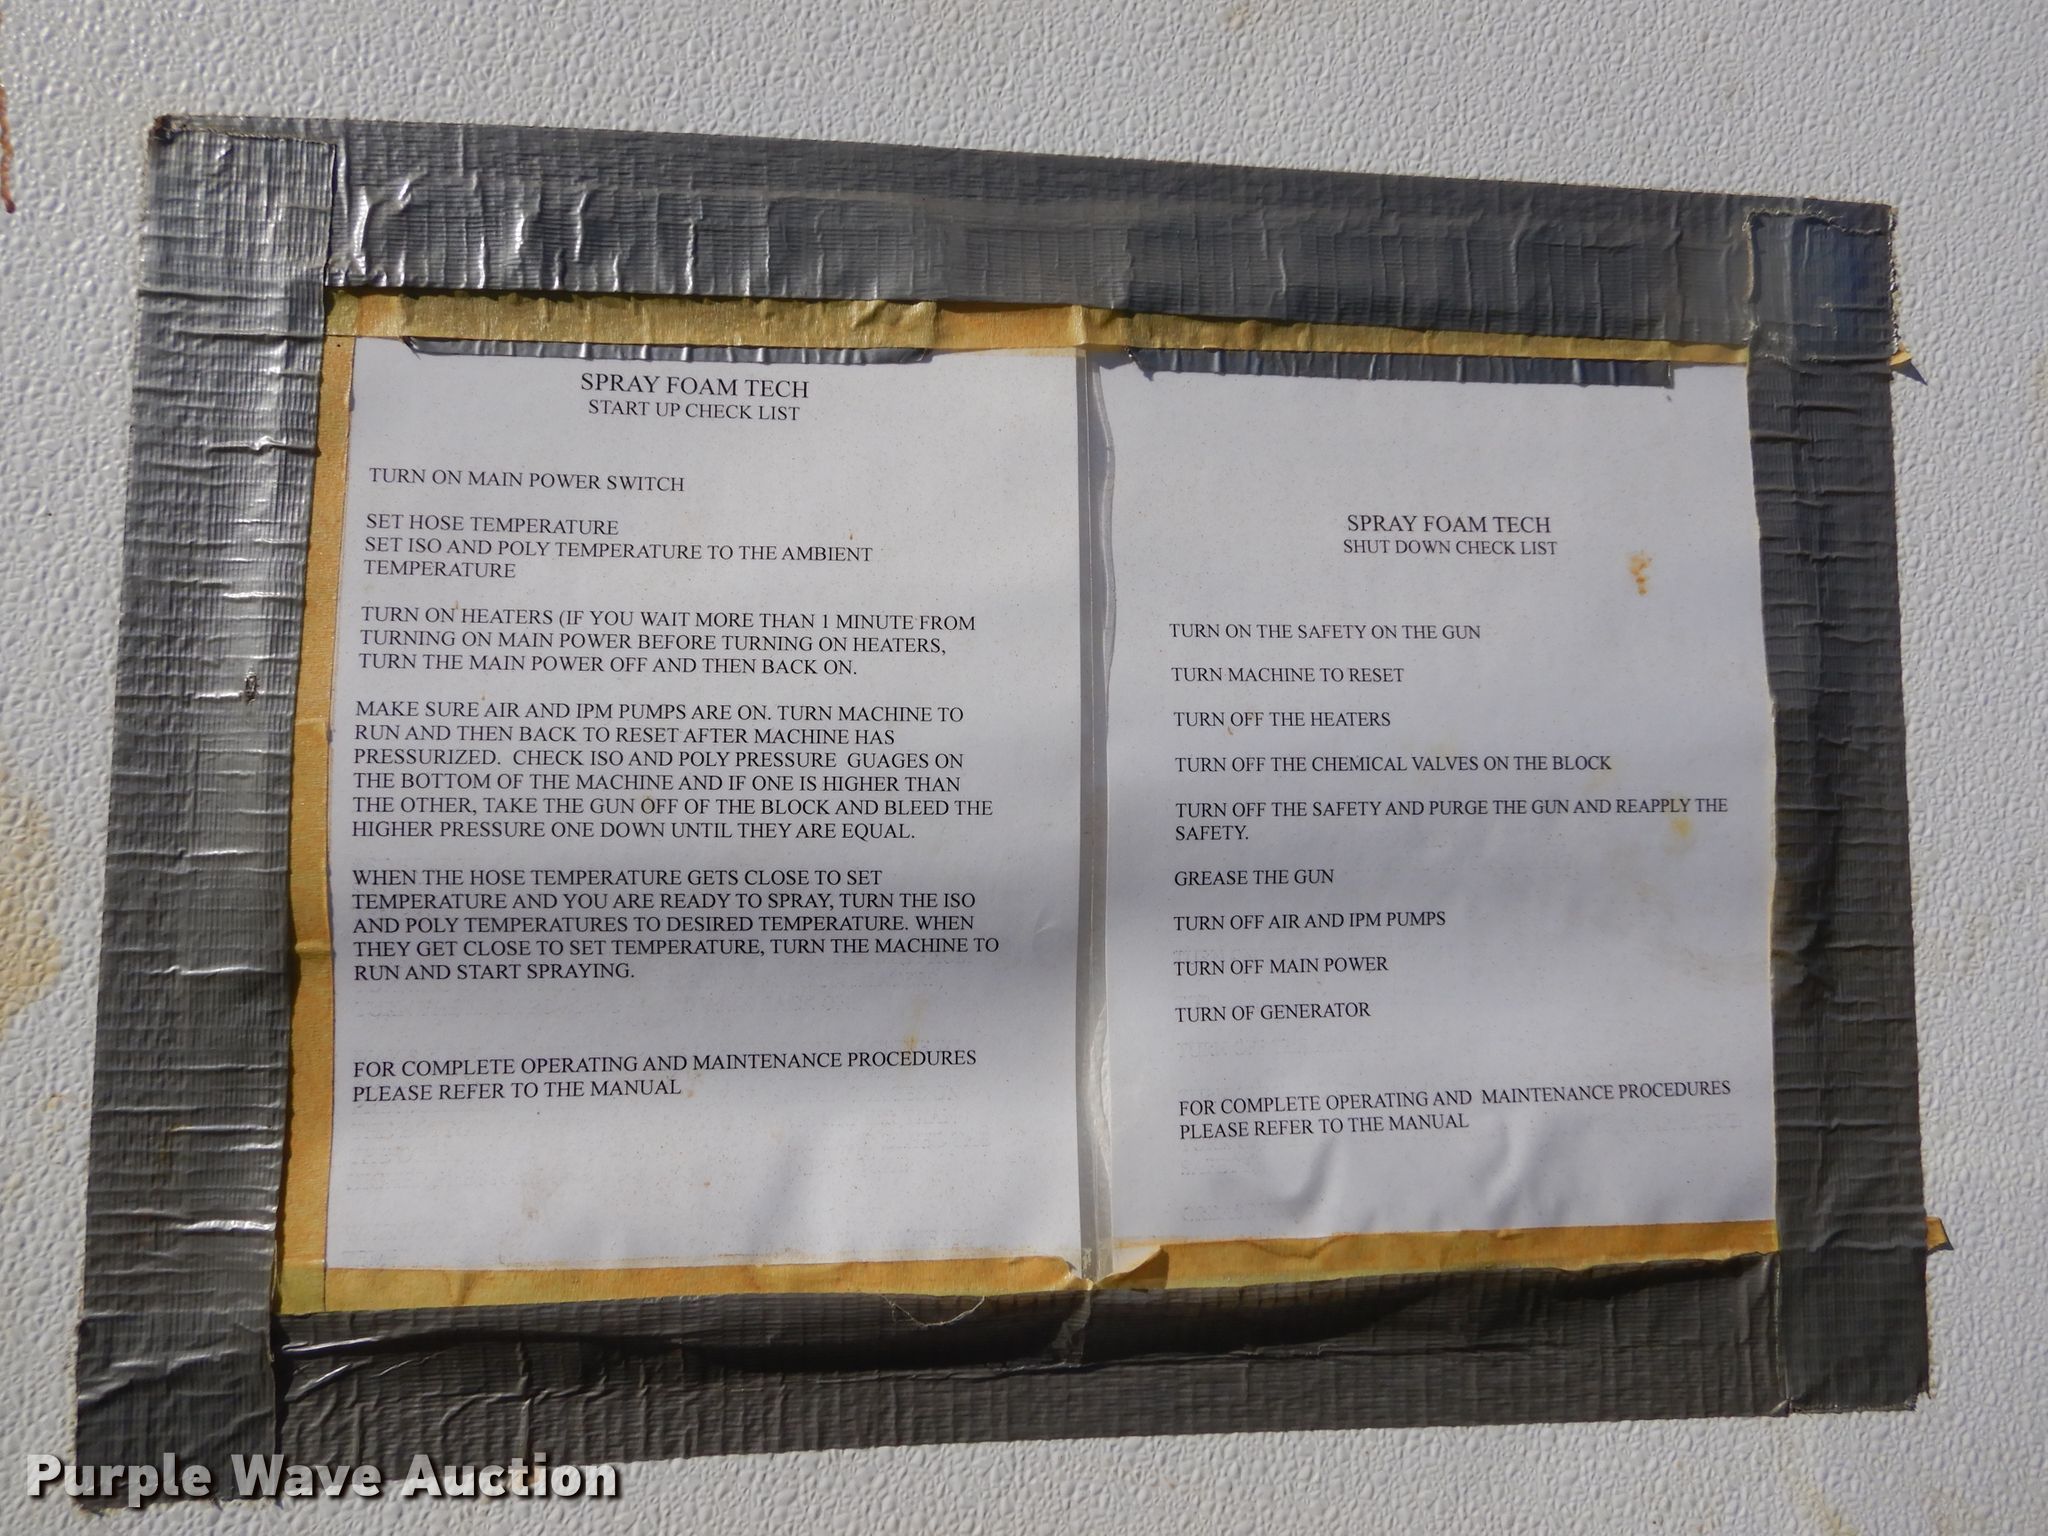 SPRAY FOAM TECH
START UP CHECK LIST
TURN ON MAIN POWER SWITCH
SET HOSE TEMPERATURE
SET ISO AND POLY TEMPERATURE TO THE AMBIENT
TEMPERATURE
TURN ON HEATERS (IF YOU WAIT MORE THAN 1 MINUTE FROM
TURNING ON MAIN POWER BEFORE TURNING ON HEATERS,
TURN THE MAIN POWER OFF AND THEN BACK ON.
MAKE SURE AIR AND IPM PUMPS ARE ON. TURN MACHINE TO
RUN AND THEN BACK TO RESET AFTER MACHINE HAS
PRESSURIZED. CHECK ISO AND POLY PRESSURE GUAGES ON
THE BOTTOM OF THE MACHINE AND IF ONE IS HIGHER THAN
THE OTHER, TAKE THE GUN OFF OF THE BLOCK AND BLEED THE
HIGHER PRESSURE ONE DOWN UNTIL THEY ARE EQUAL.
WHEN THE HOSE TEMPERATURE GETS CLOSE TO SET
TEMPERATURE AND YOU ARE READY TO SPRAY, TURN THE ISO
AND POLY TEMPERATURES TO DESIRED TEMPERATURE. WHEN
THEY GET CLOSE TO SET TEMPERATURE, TURN THE MACHINE TO
RUN AND START SPRAYING.
FOR COMPLETE OPERATING AND MAINTENANCE PROCEDURES
PLEASE REFER TO THE MANUAL
SPRAY FOAM TECH
SHUT DOWN CHECK LIST
TURN ON THE SAFETY ON THE GUN
TURN MACHINE TO RESET
TURN OFF THE HEATERS
TURN OFF THE CHEMICAL VALVES ON THE BLOCK
TURN OFF THE SAFETY AND PURGE THE GUN AND REAPPLY THE
SAFETY.
GREASE THE GUN
TURN OFF AIR AND IPM PUMPS
TURN OFF MAIN POWER
TURN OF GENERATOR
FOR COMPLETE OPERATING AND MAINTENANCE PROCEDURES
PLEASE REFER TO THE MANUAL
Purple Wave Auction